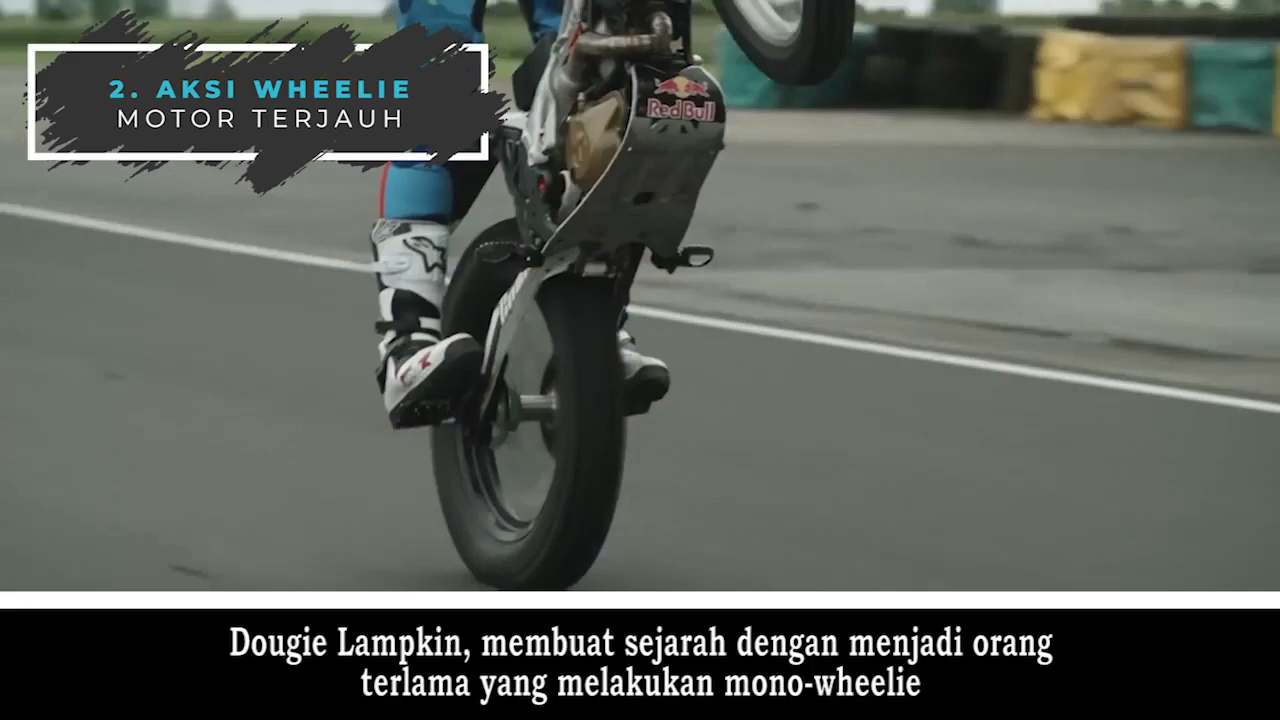 2. AKSI WHEELIE
MOTOR TERJAUH
Red Bull
Dougie Lampkin, membuat sejarah dengan menjadi orang
terlama yang melakukan mono-wheelie